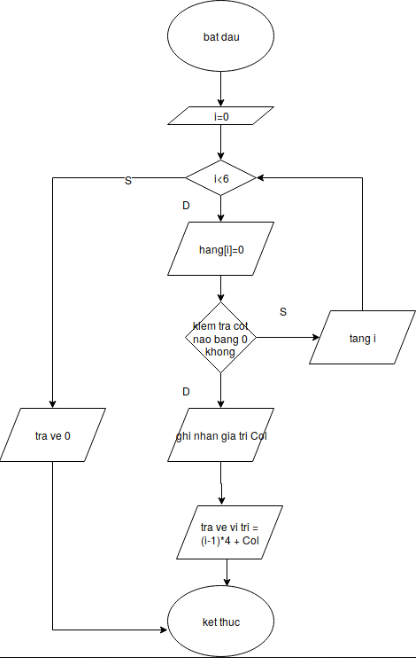 bat dau
i=0
i<6
S
D
hang[i]=0
kiem tra cot
nao bang 0
khong
S
tang i
D
tra ve 0
ghi nhan gia tri Col
tra ve vi tri =
(i-1)*4 + Col
ket thuc